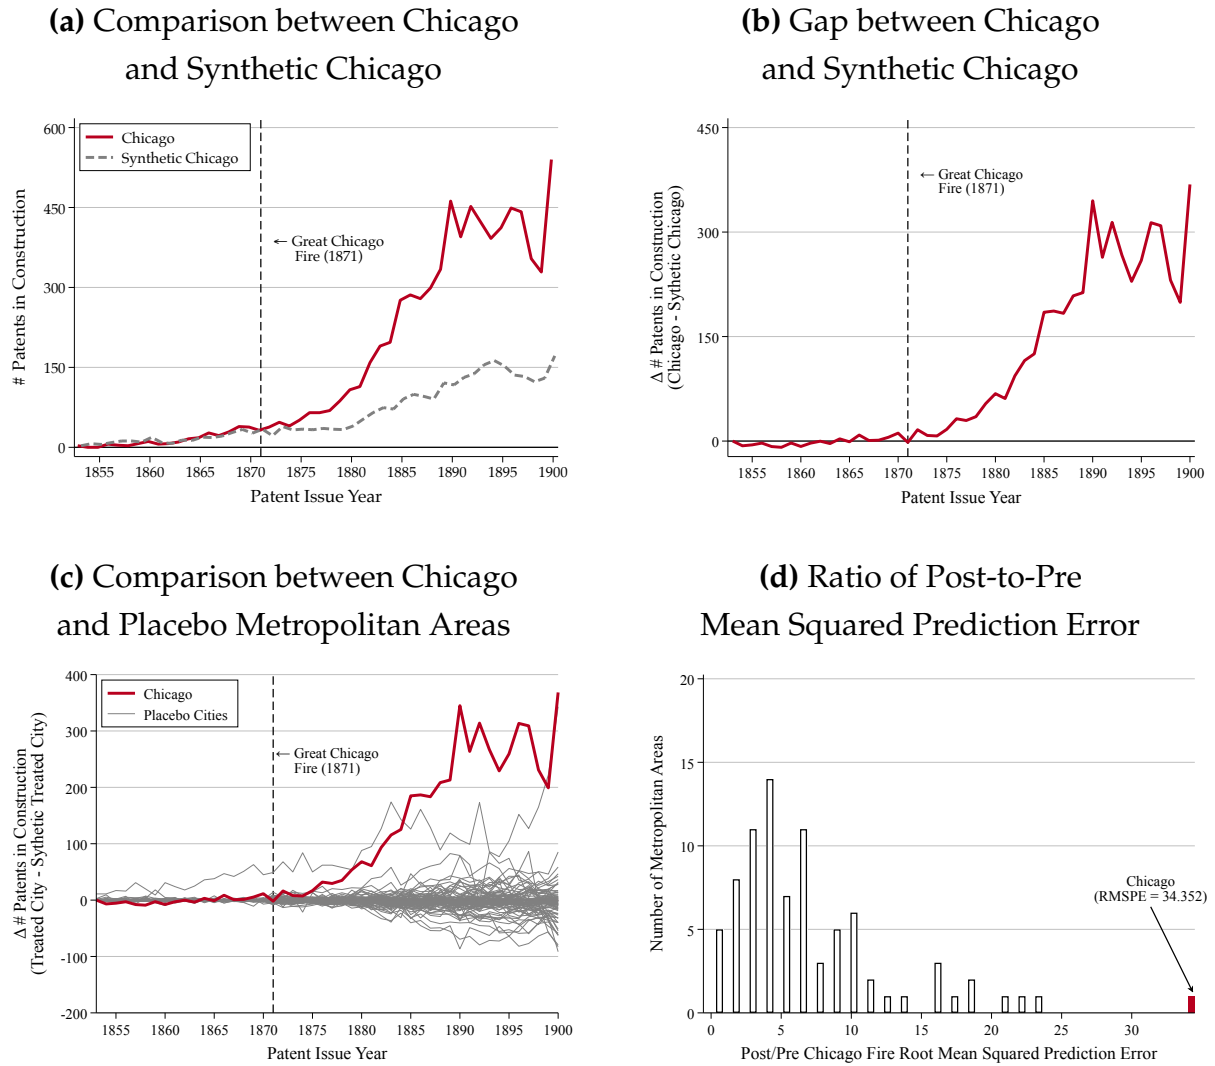 (a) Comparison between Chicago
and Synthetic Chicago
# Patents in Construction
600
450
300
150
0
Chicago
Synthetic Chicago
← Great Chicago
Fire (1871)
1855 1860 1865 1870 1875 1880 1885 1890 1895 1900
Patent Issue Year
(b) Gap between Chicago
and Synthetic Chicago
Δ # Patents in Construction
(Chicago - Sythetic Chicago)
450
300
150
0
← Great Chicago
Fire (1871)
1855 1860 1865 1870 1875 1880 1885 1890 1895 1900
Patent Issue Year
(c) Comparison between Chicago
and Placebo Metropolitan Areas
Δ # Patents in Construction
(Treated City - Sythetic Treated City)
400
300
200
100
0
-100
-200
Chicago
Placebo Cities
← Great Chicago
Fire (1871)
1855 1860 1865 1870 1875 1880 1885 1890 1895 1900
Patent Issue Year
(d) Ratio of Post-to-Pre
Mean Squared Prediction Error
Number of Metropolitan Areas
20
15
10
5
0
Chicago
(RMSPE = 34.352)
0 5 10 15 20 25 30
Post/Pre Chicago Fire Root Mean Squared Prediction Error